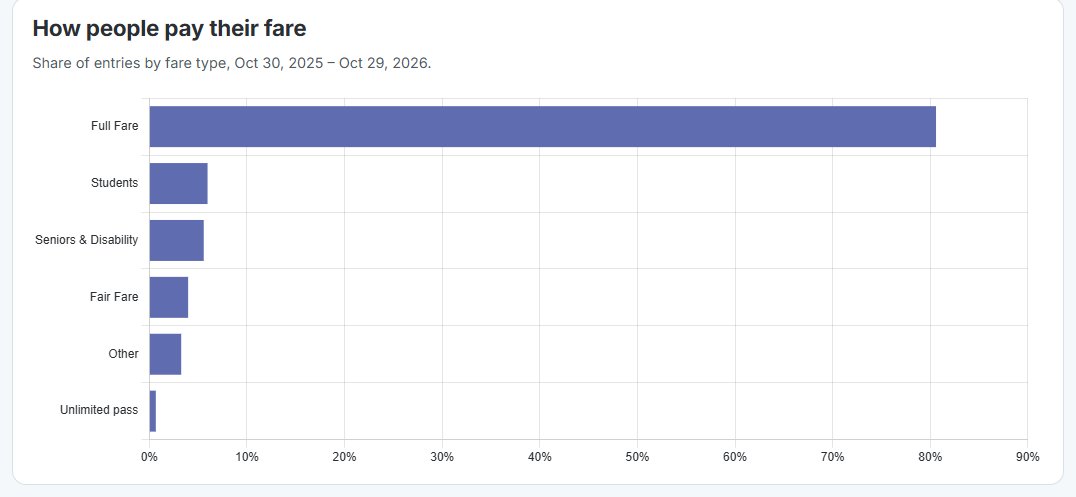 How people pay their fare
Share of entries by fare type, Oct 30, 2025 – Oct 29, 2026.
Full Fare
Students
Seniors & Disability
Fair Fare
Other
Unlimited pass
0% 10% 20% 30% 40% 50% 60% 70% 80% 90%